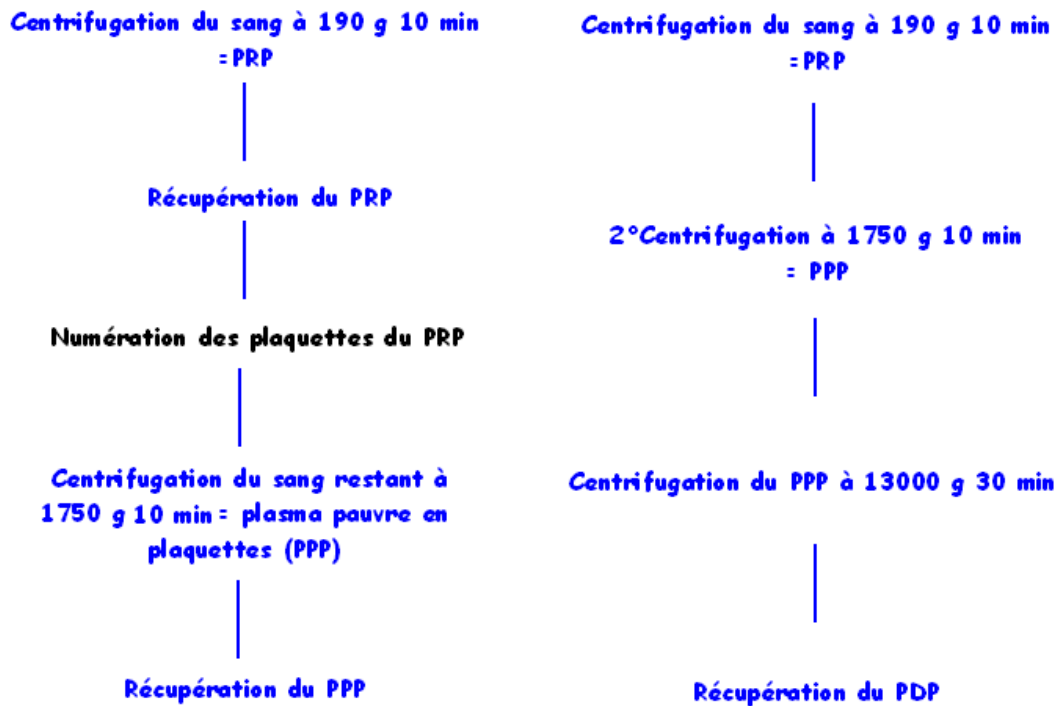 Centrifugation du sang à 190 g 10 min
= PRP
Récupération du PRP
Numération des plaquettes du PRP
Centrifugation du sang restant à
1750 g 10 min = plasma pauvre en
plaquettes (PPP)
Récupération du PPP
Centrifugation du sang à 190 g 10 min
= PRP
2°Centrifugation à 1750 g 10 min
= PPP
Centrifugation du PPP à 13000 g 30 min
Récupération du PDP